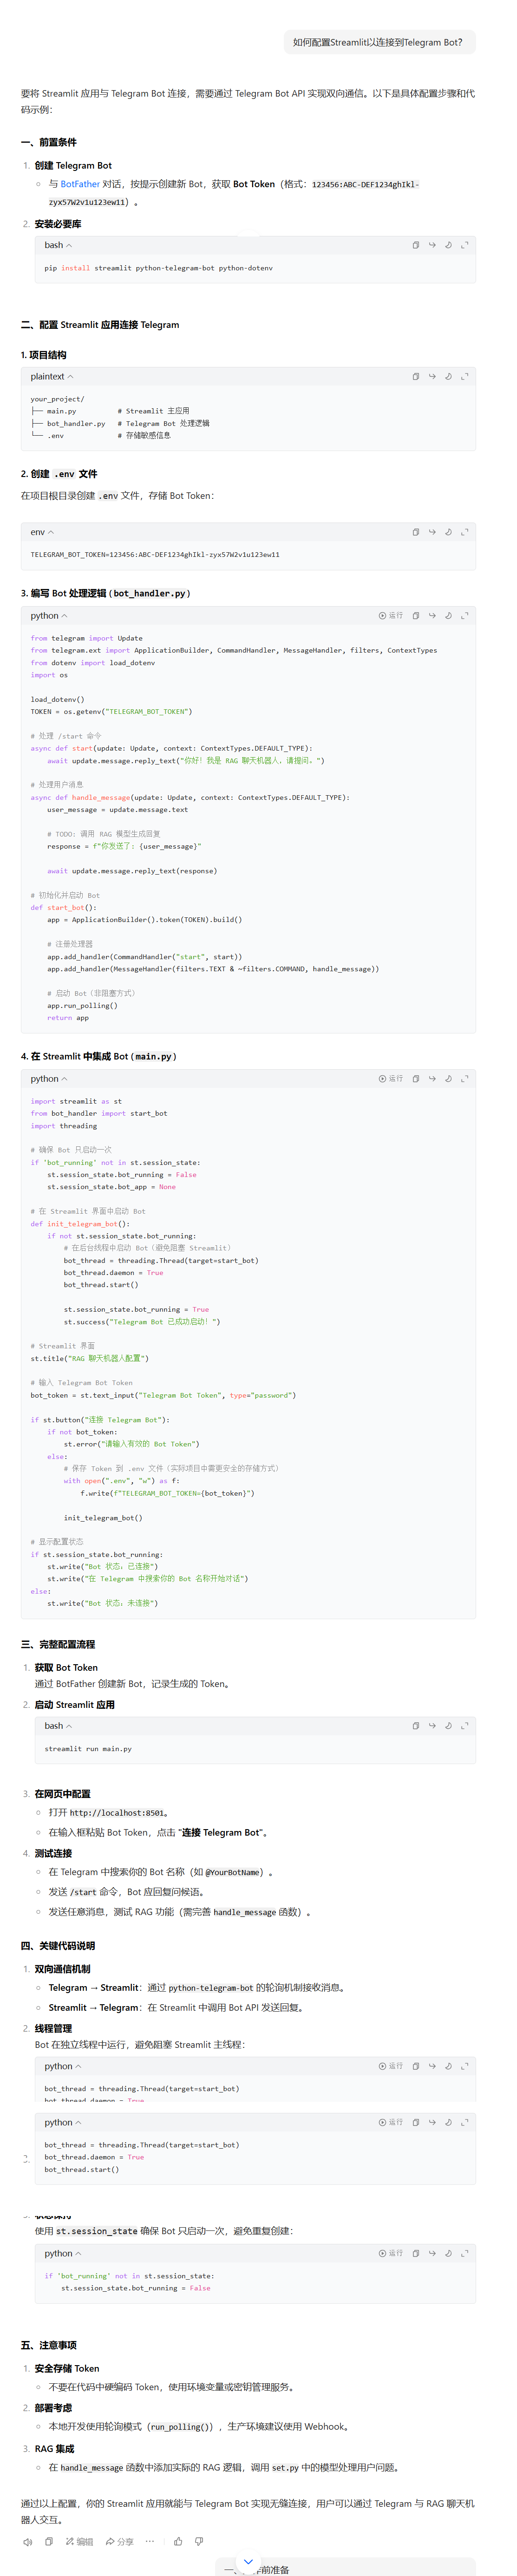 如何配置Streamlit以连接到Telegram Bot?
要将 Streamlit 应用与 Telegram Bot 连接，需要通过 Telegram Bot API 实现双向通信。以下是具体配置步骤和代
码示例：
一、前置条件
1. 创建 Telegram Bot
与 BotFather 对话，按提示创建新 Bot，获取 Bot Token（格式：123456:ABC-DEF1234ghIkl-
zyx57W2v1u123ew11）。
2. 安装必要库
bash
pip install streamlit python-telegram-bot python-dotenv
二、配置 Streamlit 应用连接 Telegram
1. 项目结构
plaintext
your_project/
├── main.py # Streamlit 主应用
├── bot_handler.py # Telegram Bot 处理逻辑
└── .env # 存储敏感信息
2. 创建 .env 文件
在项目根目录创建 .env 文件，存储 Bot Token：
env
TELEGRAM_BOT_TOKEN=123456:ABC-DEF1234ghIkl-zyx57W2v1u123ew11
3. 编写 Bot 处理逻辑 (bot_handler.py)
python 运行
from telegram import Update
from telegram.ext import ApplicationBuilder, CommandHandler, MessageHandler, filters, ContextTypes
from dotenv import load_dotenv
import os
load_dotenv()
TOKEN = os.getenv("TELEGRAM_BOT_TOKEN")
# 处理 /start 命令
async def start(update: Update, context: ContextTypes.DEFAULT_TYPE):
await update.message.reply_text("你好！我是 RAG 聊天机器人，请提问。")
# 处理用户消息
async def handle_message(update: Update, context: ContextTypes.DEFAULT_TYPE):
user_message = update.message.text
# TODO: 调用 RAG 模型生成回复
response = f"你发送了: {user_message}"
await update.message.reply_text(response)
# 初始化并启动 Bot
def start_bot():
app = ApplicationBuilder().token(TOKEN).build()
# 注册处理器
app.add_handler(CommandHandler("start", start))
app.add_handler(MessageHandler(filters.TEXT & ~filters.COMMAND, handle_message))
# 启动 Bot（非阻塞方式）
app.run_polling()
return app
4. 在 Streamlit 中集成 Bot (main.py)
python 运行
import streamlit as st
from bot_handler import start_bot
import threading
# 确保 Bot 只启动一次
if 'bot_running' not in st.session_state:
st.session_state.bot_running = False
st.session_state.bot_app = None
# 在 Streamlit 界面中启动 Bot
def init_telegram_bot():
if not st.session_state.bot_running:
# 在后台线程中启动 Bot（避免阻塞 Streamlit）
bot_thread = threading.Thread(target=start_bot)
bot_thread.daemon = True
bot_thread.start()
st.session_state.bot_running = True
st.success("Telegram Bot 已成功启动！")
# Streamlit 界面
st.title("RAG 聊天机器人配置")
# 输入 Telegram Bot Token
bot_token = st.text_input("Telegram Bot Token", type="password")
if st.button("连接 Telegram Bot"):
if not bot_token:
st.error("请输入有效的 Bot Token")
else:
# 保存 Token 到 .env 文件（实际项目中需更安全的存储方式）
with open(".env", "w") as f:
f.write(f"TELEGRAM_BOT_TOKEN={bot_token}")
init_telegram_bot()
# 显示配置状态
if st.session_state.bot_running:
st.write("Bot 状态: 已连接")
st.write("在 Telegram 中搜索你的 Bot 名称开始对话")
else:
st.write("Bot 状态: 未连接")
三、完整配置流程
1. 获取 Bot Token
通过 BotFather 创建新 Bot，记录生成的 Token。
2. 启动 Streamlit 应用
bash
streamlit run main.py
3. 在网页中配置
打开 http://localhost:8501。
在输入框粘贴 Bot Token，点击 "连接 Telegram Bot"。
4. 测试连接
在 Telegram 中搜索你的 Bot 名称（如 @YourBotName）。
发送 /start 命令，Bot 应回复问候语。
发送任意消息，测试 RAG 功能（需完善 handle_message 函数）。
四、关键代码说明
1. 双向通信机制
Telegram → Streamlit：通过 python-telegram-bot 的轮询机制接收消息。
Streamlit → Telegram：在 Streamlit 中调用 Bot API 发送回复。
2. 线程管理
Bot 在独立线程中运行，避免阻塞 Streamlit 主线程：
python 运行
bot_thread = threading.Thread(target=start_bot)
bot_thread.daemon = True
python 运行
bot_thread = threading.Thread(target=start_bot)
bot_thread.daemon = True
bot_thread.start()
使用 st.session_state 确保 Bot 只启动一次，避免重复创建：
python 运行
if 'bot_running' not in st.session_state:
st.session_state.bot_running = False
五、注意事项
1. 安全存储 Token
不要在代码中硬编码 Token，使用环境变量或密钥管理服务。
2. 部署考虑
本地开发使用轮询模式（run_polling()），生产环境建议使用 Webhook。
3. RAG 集成
在 handle_message 函数中添加实际的 RAG 逻辑，调用 set.py 中的模型处理用户问题。
通过以上配置，你的 Streamlit 应用就能与 Telegram Bot 实现无缝连接，用户可以通过 Telegram 与 RAG 聊天机
器人交互。
编辑 分享